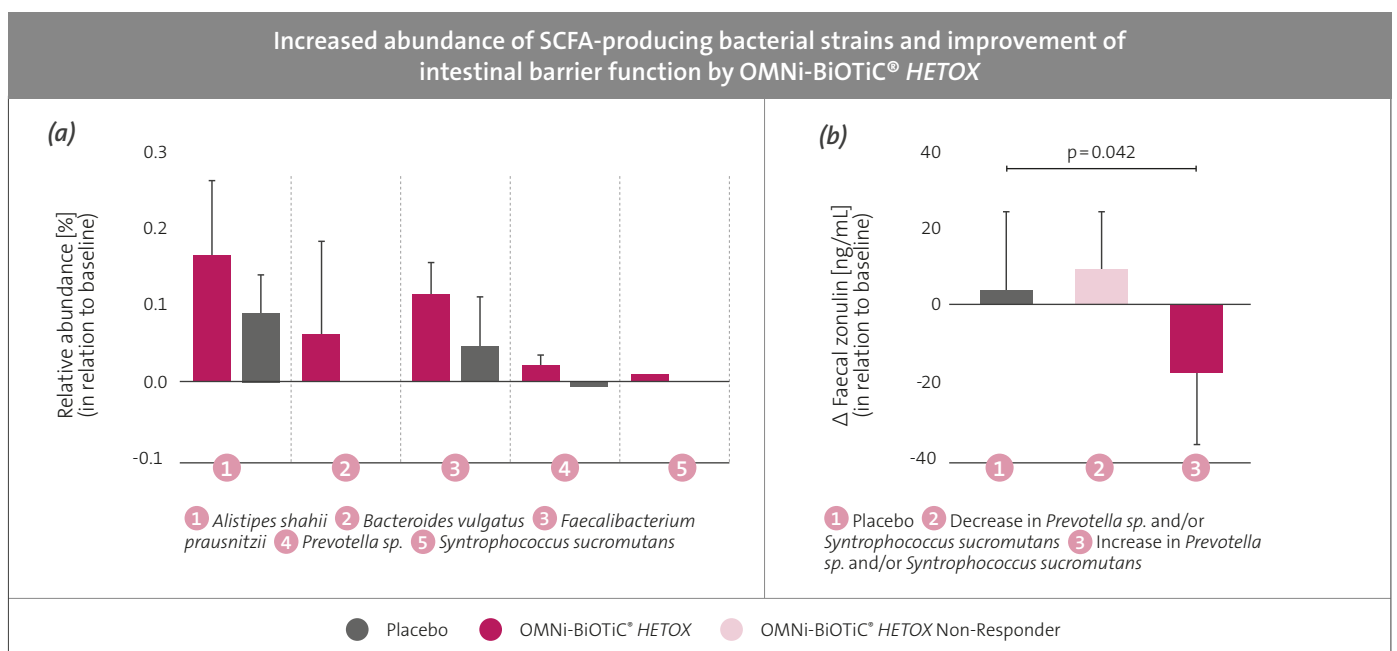 Increased abundance of SCFA-producing bacterial strains and improvement of
intestinal barrier function by OMNi-BiOTiC® HETOX
(a)
Relative abundance [%]
(in relation to baseline)
0.3
0.2
0.1
0.0
-0.1
1 2 3 4 5
1 Alistipes shahii 2 Bacteroides vulgatus 3 Faecalibacterium
prausnitzii 4 Prevotella sp. 5 Syntrophococcus sucromutans
(b)
Δ Faecal zonulin [ng/mL]
(in relation to baseline)
40
20
0
-20
-40
p=0.042
1 2 3
1 Placebo 2 Decrease in Prevotella sp. and/or
Syntrophococcus sucromutans 3 Increase in Prevotella
sp. and/or Syntrophococcus sucromutans
Placebo OMNi-BiOTiC® HETOX OMNi-BiOTiC® HETOX Non-Responder